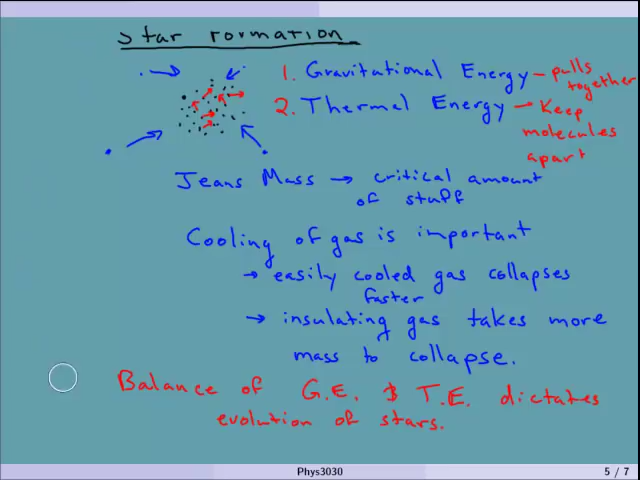 Star Formation
1. Gravitational Energy – pulls together
2. Thermal Energy → Keep molecules apart
Jeans Mass → critical amount
of stuff
Cooling of gas is important
→ easily cooled gas collapses
faster
→ insulating gas takes more
mass to collapse.
Balance of G.E. & T.E. dictates
evolution of stars.
Phys3030
5 / 7